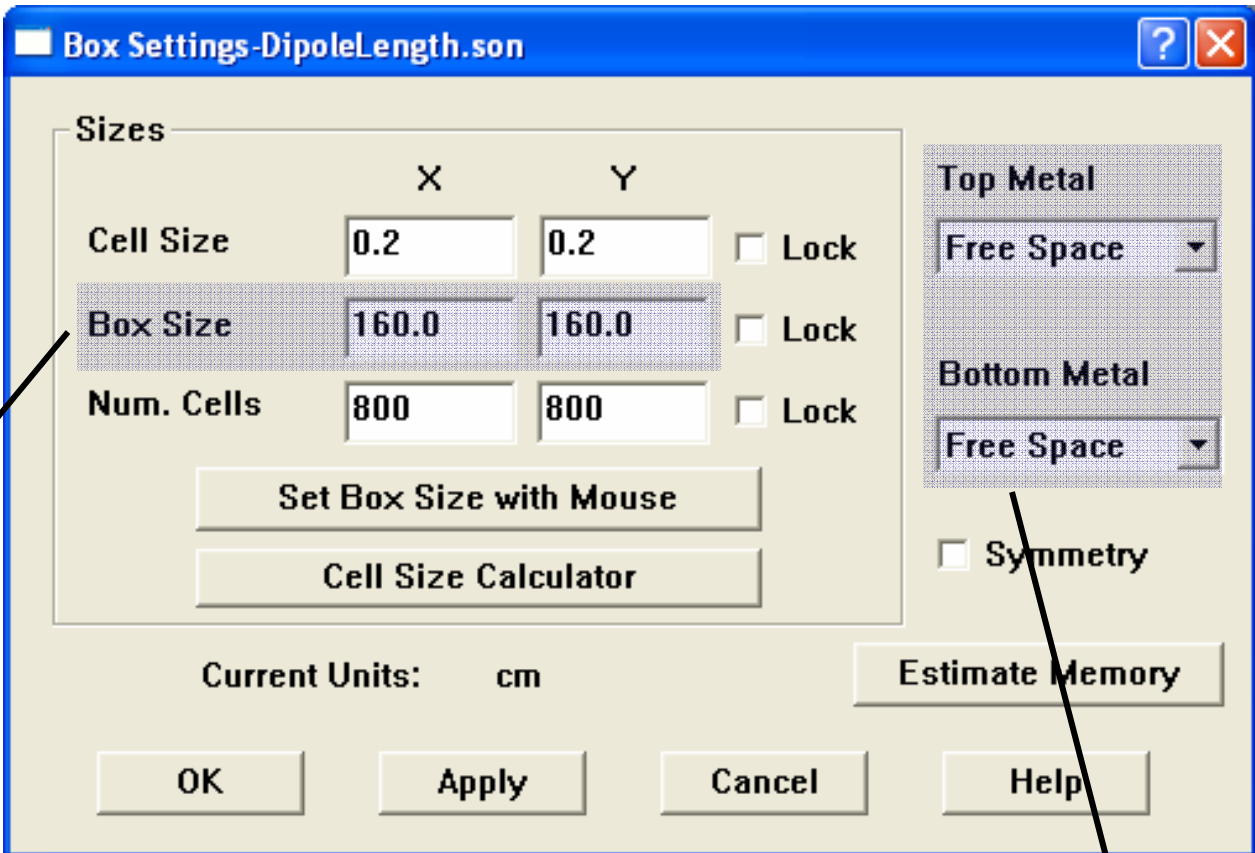 Box Settings-DipoleLength.son
Sizes
X Y
Cell Size 0.2 0.2 Lock
Box Size 160.0 160.0 Lock
Num. Cells 800 800 Lock
Set Box Size with Mouse
Cell Size Calculator
Top Metal
Free Space
Bottom Metal
Free Space
Symmetry
Current Units: cm
Estimate Memory
OK Apply Cancel Help